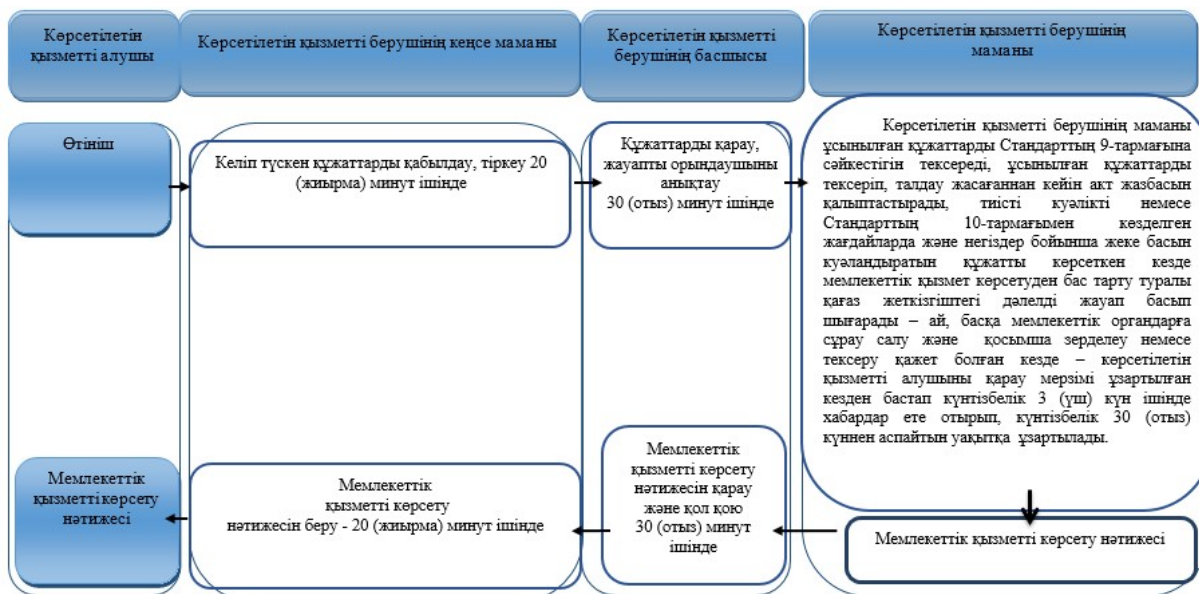 Көрсетілетін
қызметті алушы
Көрсетілетін қызметті берушінің кеңсе маманы
Көрсетілетін қызметті
берушінің басшысы
Көрсетілетін қызметті берушінің
маманы
Өтініш
Келіп түскен құжаттарды қабылдау, тіркеу 20
(жиырма) минут ішінде
Құжаттарды қарау,
жауапты орындаушыны
анықтау
30 (отыз) минут ішінде
Көрсетілетін қызметті берушінің маманы
ұсынылған құжаттарды Стандарттың 9-тармағына
сәйкестігін тексереді, ұсынылған құжаттарды
тексеріп, талдау жасағаннан кейін акт жазбасын
қалыптастырады, тиісті куәлікті немесе
Стандарттың 10-тармағымен көзделген
жағдайларда және негіздер бойынша жеке басын
куәландыратын құжатты көрсеткен кезде
мемлекеттік қызмет көрсетуден бас тарту туралы
қағаз жеткізгіштегі дәлелді жауап басып
шығарады – ай, басқа мемлекеттік органдарға
сұрау салу және қосымша зерделеу немесе
тексеру қажет болған кезде – көрсетілетін
қызметті алушыны қарау мерзімі ұзартылған
кезден бастап күнтізбелік 3 (үш) күн ішінде
хабардар ете отырып, күнтізбелік 30 (отыз)
күннен аспайтын уақытқа ұзартылады.
Мемлекеттік
қызметті көрсету
нәтижесі
Мемлекеттік
қызметті көрсету
нәтижесін беру - 20 (жиырма) минут ішінде
Мемлекеттік
қызметті көрсету
нәтижесін қарау
және қол қою
30 (отыз) минут
ішінде
Мемлекеттік қызметті көрсету нәтижесі